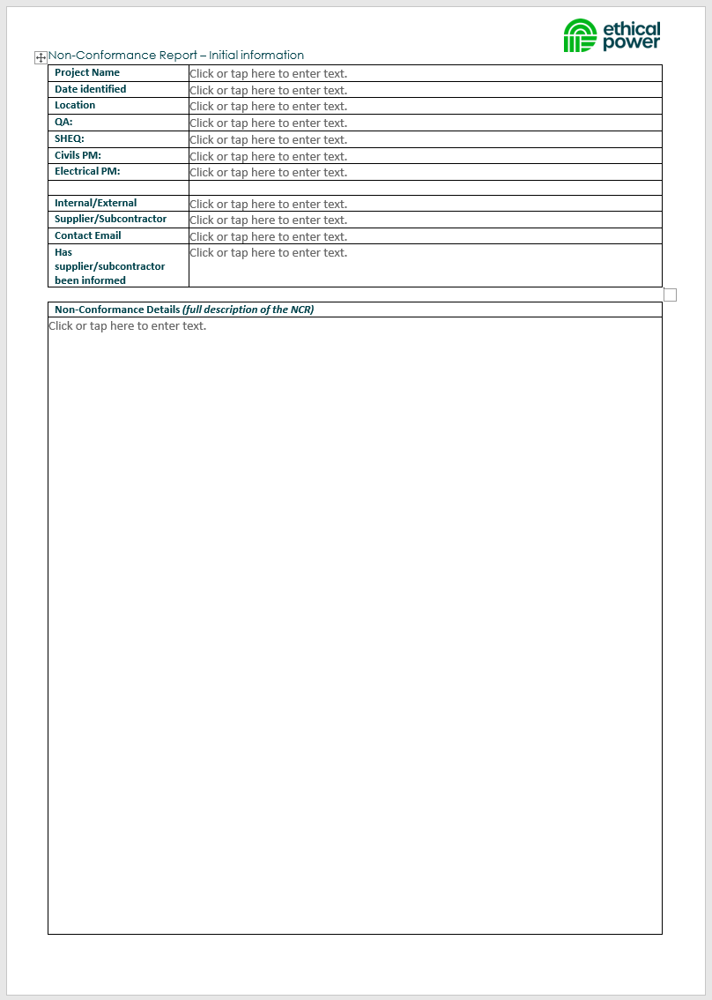 ethical
power
Non-Conformance Report – Initial information
Project Name Click or tap here to enter text.
Date identified Click or tap here to enter text.
Location Click or tap here to enter text.
QA: Click or tap here to enter text.
SHEQ: Click or tap here to enter text.
Civils PM: Click or tap here to enter text.
Electrical PM: Click or tap here to enter text.
Internal/External Click or tap here to enter text.
Supplier/Subcontractor Click or tap here to enter text.
Contact Email Click or tap here to enter text.
Has Click or tap here to enter text.
supplier/subcontractor
been informed
Non-Conformance Details (full description of the NCR)
Click or tap here to enter text.